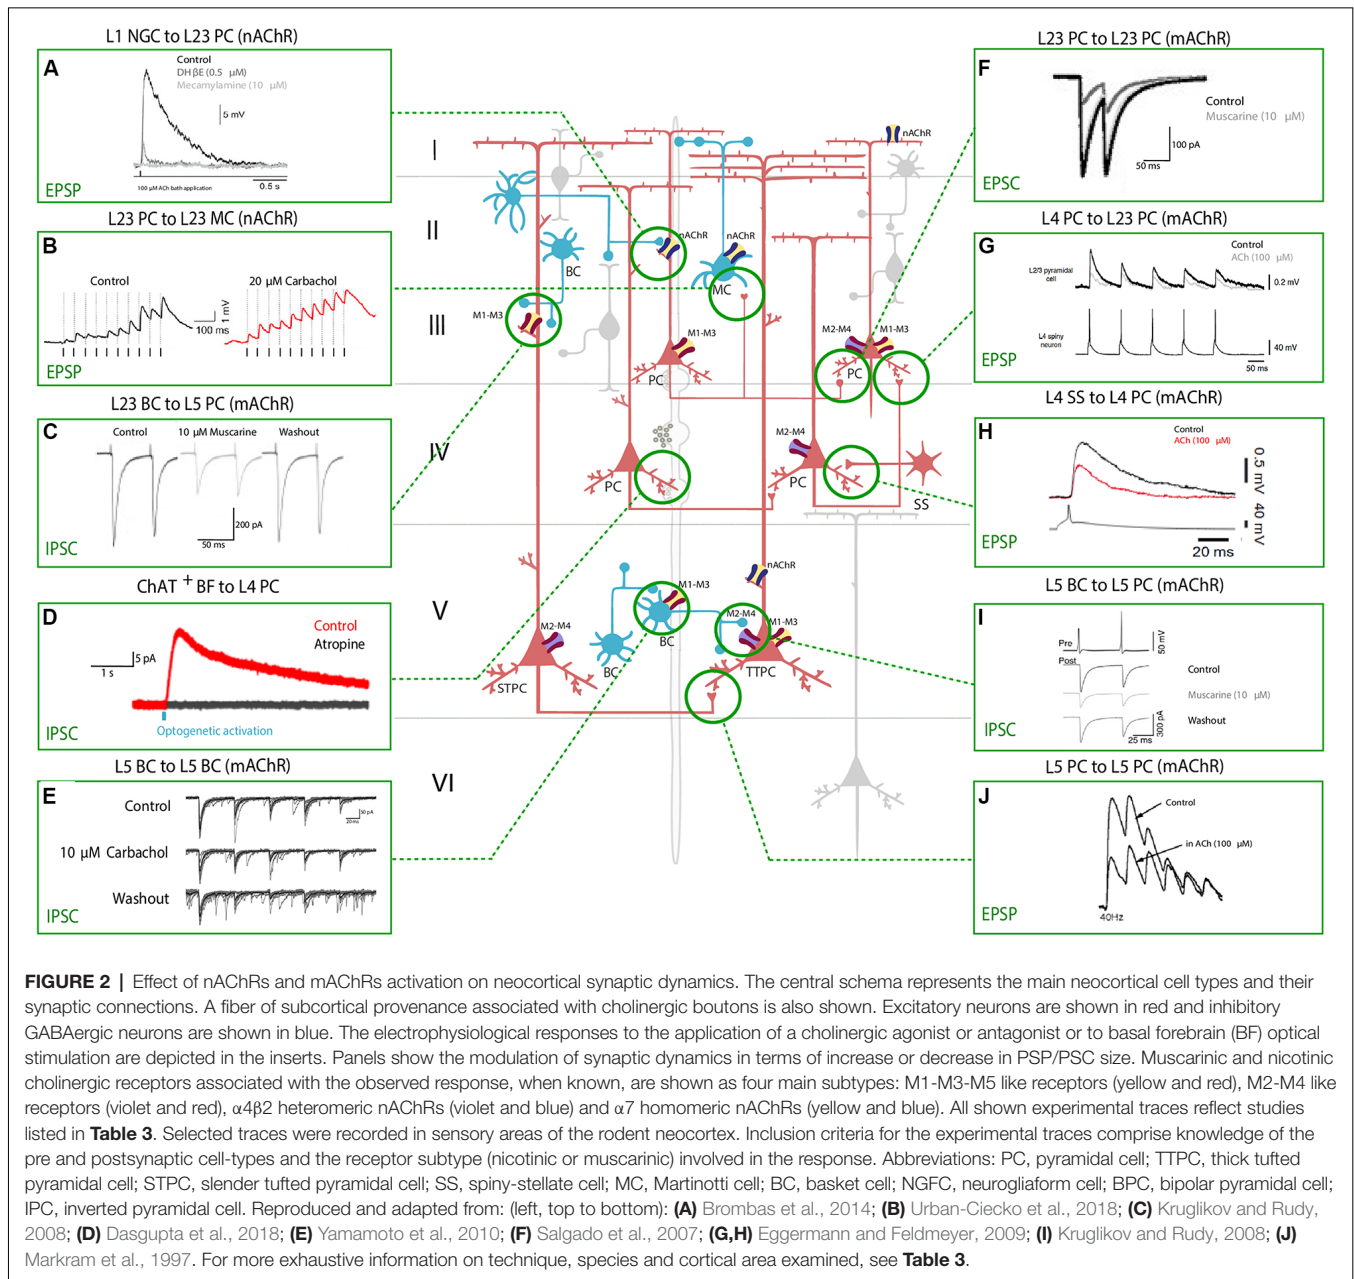 L1 NGC to L23 PC (nAChR)
A
Control
DHβE (0.5 μM)
Mecamylamine (10 μM)
5 mV
100 μM ACh bath application
0.5 s
EPSP
L23 PC to L23 MC (nAChR)
B
Control
20 μM Carbachol
1 mV
100 ms
EPSP
L23 BC to L5 PC (mAChR)
C
Control
10 μM Muscarine
Washout
200 pA
50 ms
IPSC
ChAT + BF to L4 PC
D
Control
Atropine
5 pA
1 s
Optogenetic activation
IPSC
L5 BC to L5 BC (mAChR)
E
Control
50 pA
20ms
10 μM Carbachol
Washout
IPSC
I
II
III
IV
V
VI
nAChR
nAChR
nAChR
BC
MC
M1-M3
M1-M3
M2-M4
M1-M3
PC
PC
M2-M4
PC
PC
SS
nAChR
M1-M3
M2-M4
M2-M4
M1-M3
BC
BC
STPC
TTPC
L23 PC to L23 PC (mAChR)
F
Control
Muscarine (10 μM)
100 pA
50 ms
EPSC
L4 PC to L23 PC (mAChR)
G
Control
ACh (100 μM)
L2/3 pyramidal
cell
0.2 mV
L4 spiny
neuron
40 mV
50 ms
EPSP
L4 SS to L4 PC (mAChR)
H
Control
ACh (100 μM)
0.5 mV
40 mV
20 ms
EPSP
L5 BC to L5 PC (mAChR)
I
Pre
50 mV
Post
Control
Muscarine (10 μM)
Washout
300 pA
25 ms
IPSC
L5 PC to L5 PC (mAChR)
J
Control
in ACh (100 μM)
40Hz
EPSP
FIGURE 2 | Effect of nAChRs and mAChRs activation on neocortical synaptic dynamics. The central schema represents the main neocortical cell types and their
synaptic connections. A fiber of subcortical provenance associated with cholinergic boutons is also shown. Excitatory neurons are shown in red and inhibitory
GABAergic neurons are shown in blue. The electrophysiological responses to the application of a cholinergic agonist or antagonist or to basal forebrain (BF) optical
stimulation are depicted in the inserts. Panels show the modulation of synaptic dynamics in terms of increase or decrease in PSP/PSC size. Muscarinic and nicotinic
cholinergic receptors associated with the observed response, when known, are shown as four main subtypes: M1-M3-M5 like receptors (yellow and red), M2-M4 like
receptors (violet and red), α4β2 heteromeric nAChRs (violet and blue) and α7 homomeric nAChRs (yellow and blue). All shown experimental traces reflect studies
listed in Table 3. Selected traces were recorded in sensory areas of the rodent neocortex. Inclusion criteria for the experimental traces comprise knowledge of the
pre and postsynaptic cell-types and the receptor subtype (nicotinic or muscarinic) involved in the response. Abbreviations: PC, pyramidal cell; TTPC, thick tufted
pyramidal cell; STPC, slender tufted pyramidal cell; SS, spiny-stellate cell; MC, Martinotti cell; BC, basket cell; NGFC, neurogliaform cell; BPC, bipolar pyramidal cell;
IPC, inverted pyramidal cell. Reproduced and adapted from: (left, top to bottom): (A) Brombas et al., 2014; (B) Urban-Ciecko et al., 2018; (C) Kruglikov and Rudy,
2008; (D) Dasgupta et al., 2018; (E) Yamamoto et al., 2010; (F) Salgado et al., 2007; (G,H) Eggermann and Feldmeyer, 2009; (I) Kruglikov and Rudy, 2008; (J)
Markram et al., 1997. For more exhaustive information on technique, species and cortical area examined, see Table 3.